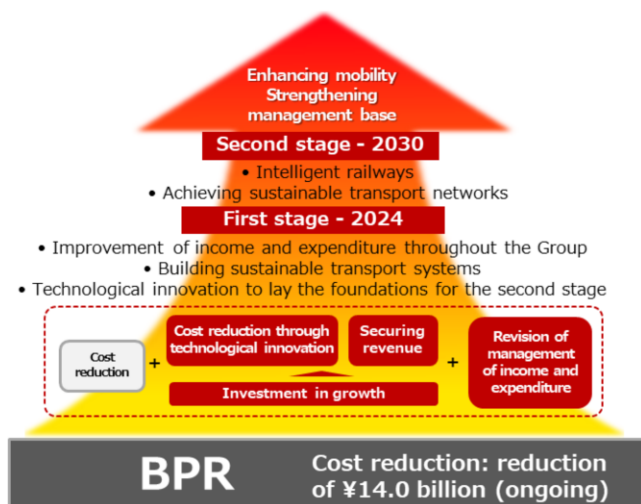 Enhancing mobility
Strengthening
management base
Second stage - 2030
• Intelligent railways
• Achieving sustainable transport networks
First stage - 2024
• Improvement of income and expenditure throughout the Group
• Building sustainable transport systems
• Technological innovation to lay the foundations for the second stage
Cost
reduction
+
Cost reduction through
technological innovation
Securing
revenue
Investment in growth
+
Revision of
management
of income and
expenditure
BPR
Cost reduction: reduction
of ¥14.0 billion (ongoing)